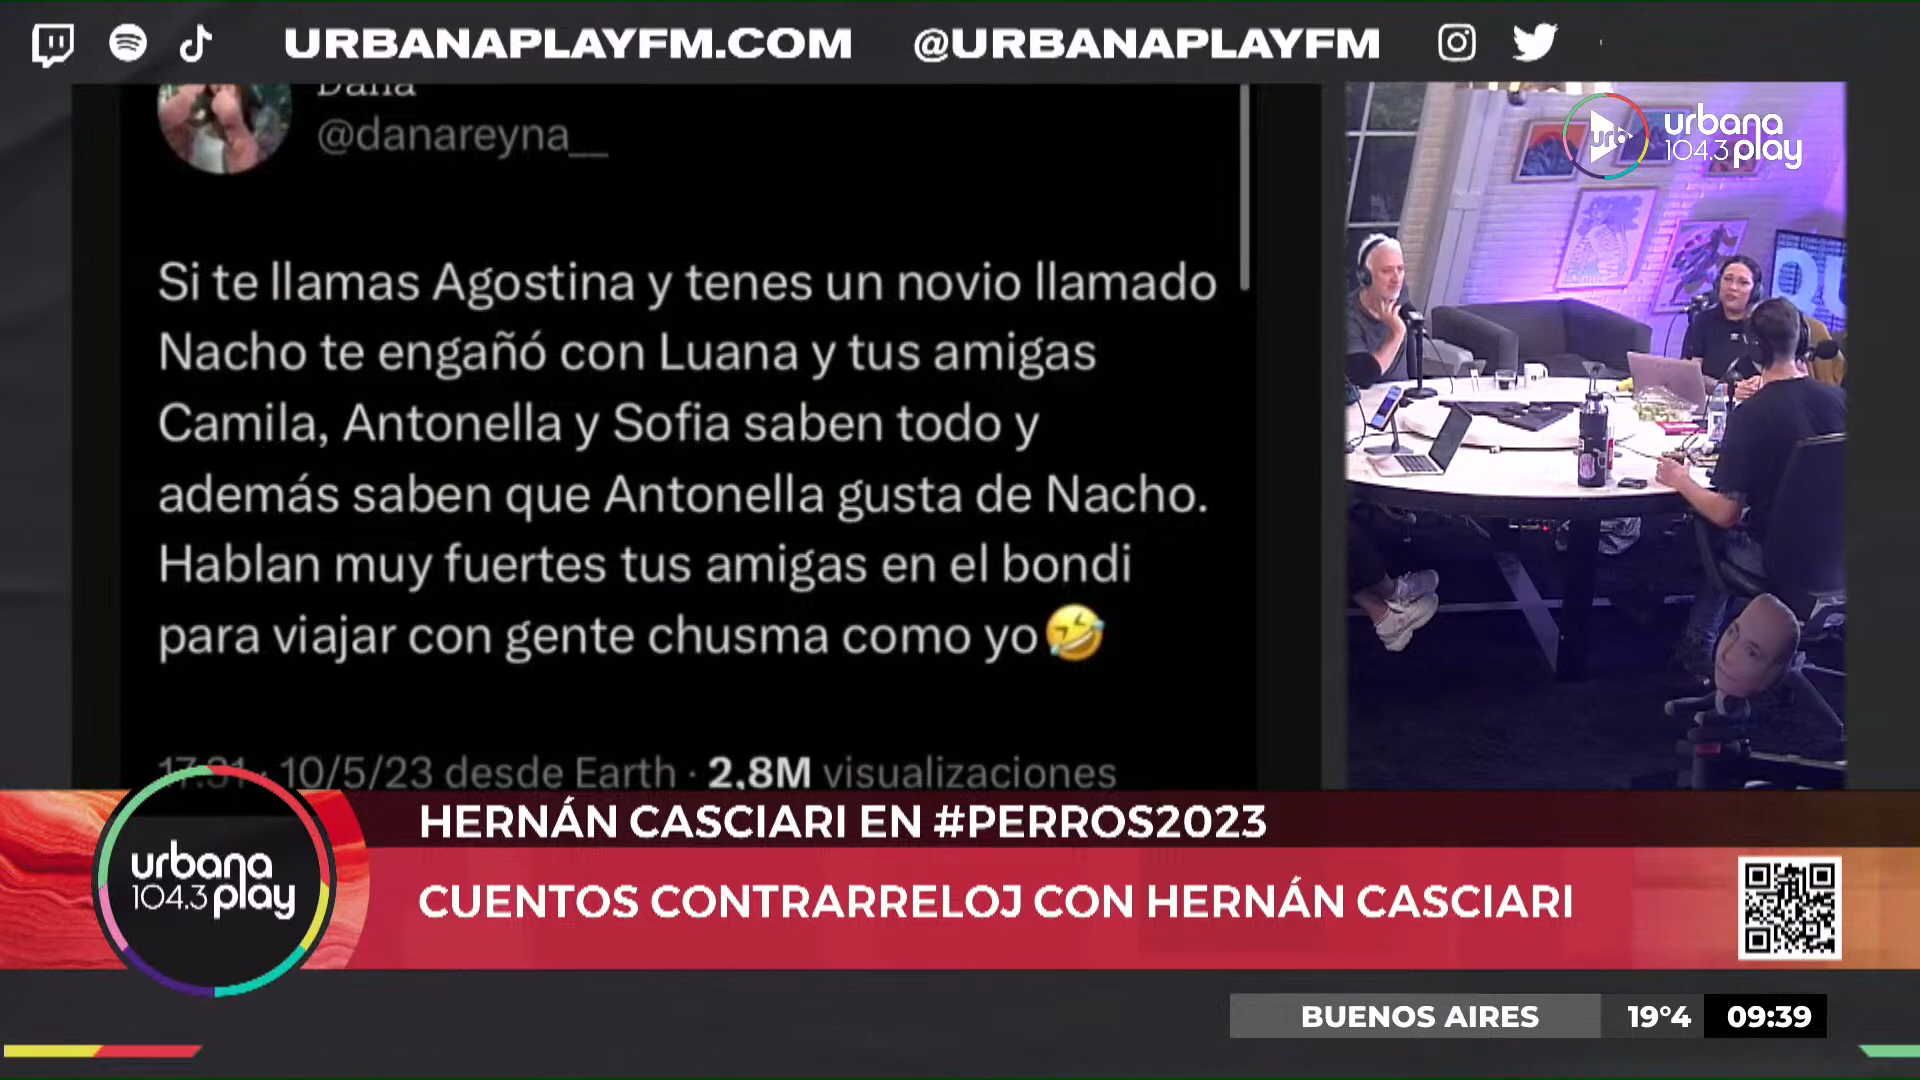 URBANAPLAYFM.COM @URBANAPLAYFM
Dana
@danareyna__
urb
urbana
104.3 play
Si te llamas Agostina y tenes un novio llamado
Nacho te engañó con Luana y tus amigas
Camila, Antonella y Sofia saben todo y
además saben que Antonella gusta de Nacho.
Hablan muy fuertes tus amigas en el bondi
para viajar con gente chusma como yo🤣
17:31 · 10/5/23 desde Earth · 2,8M visualizaciones
HERNÁN CASCIARI EN #PERROS2023
urbana
104.3 play
CUENTOS CONTRARRELOJ CON HERNÁN CASCIARI
BUENOS AIRES 19°4 09:39